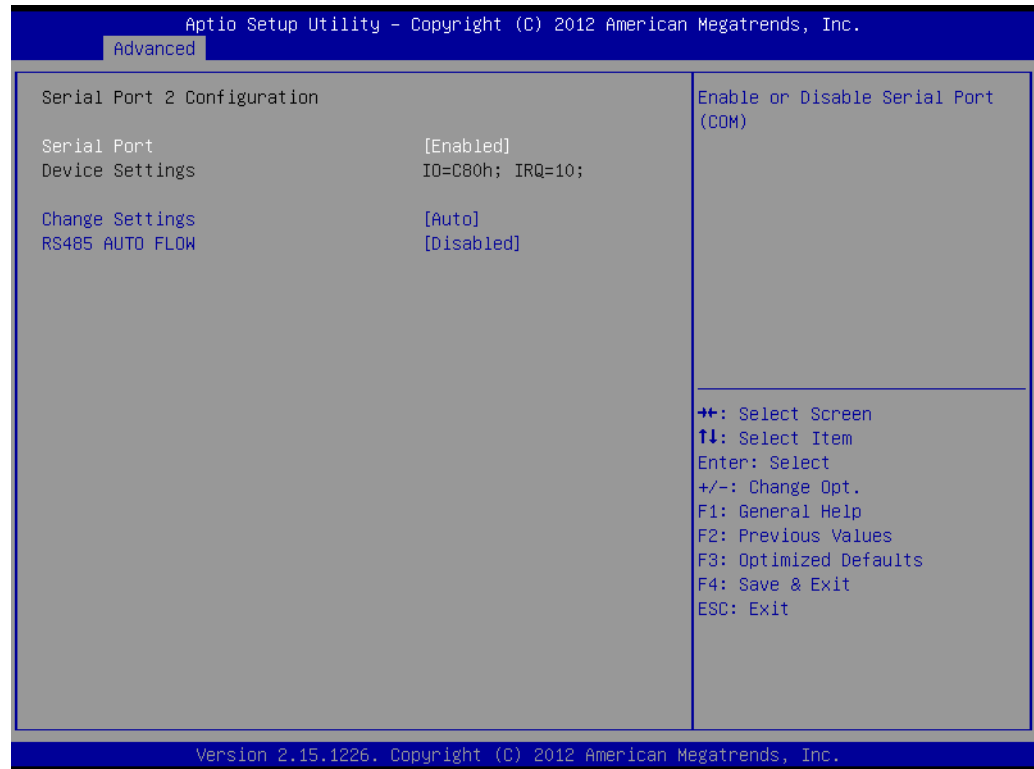 Aptio Setup Utility – Copyright (C) 2012 American Megatrends, Inc.
Advanced
Serial Port 2 Configuration
Serial Port [Enabled]
Device Settings IO=C80h; IRQ=10;
Change Settings [Auto]
RS485 AUTO FLOW [Disabled]
Enable or Disable Serial Port
(COM)
→←: Select Screen
↑↓: Select Item
Enter: Select
+/-: Change Opt.
F1: General Help
F2: Previous Values
F3: Optimized Defaults
F4: Save & Exit
ESC: Exit
Version 2.15.1226. Copyright (C) 2012 American Megatrends, Inc.